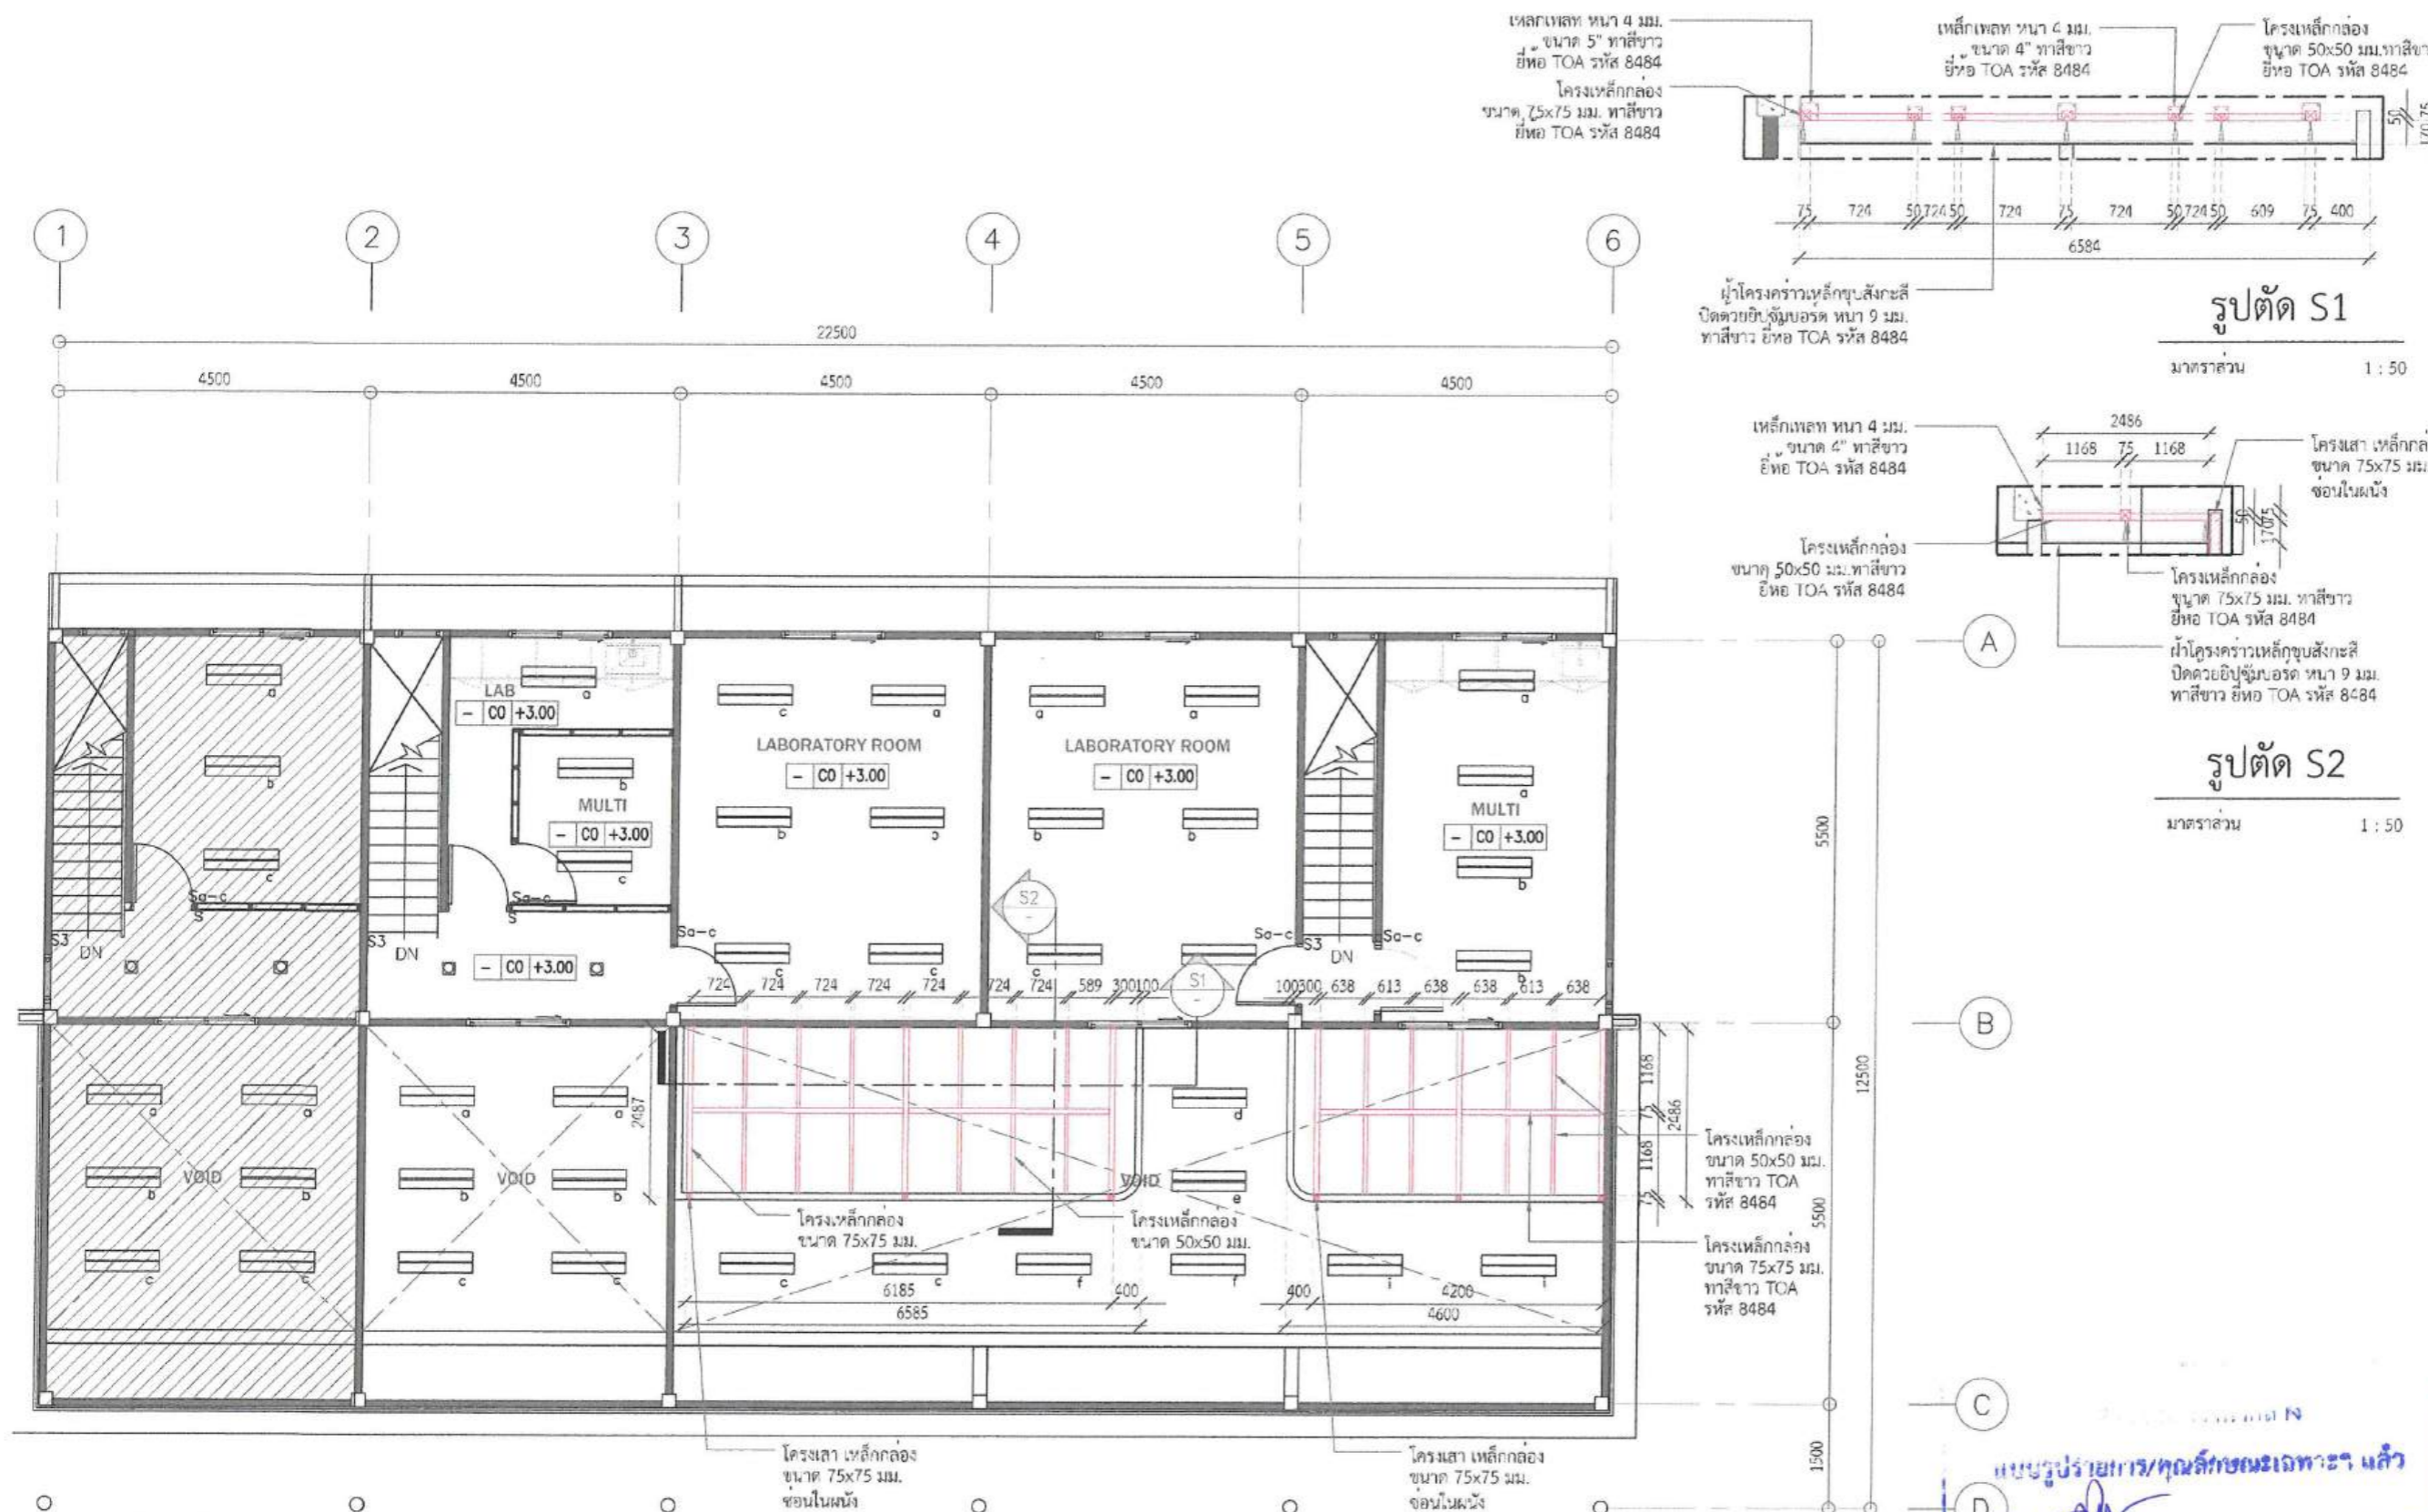 เหล็กเพลท หนา 4 มม.
ขนาด 5" ทาสีขาว
ยี่ห้อ TOA รหัส 8484
โครงเหล็กกล่อง
ขนาด 75x75 มม. ทาสีขาว
ยี่ห้อ TOA รหัส 8484
เหล็กเพลท หนา 4 มม.
ขนาด 4" ทาสีขาว
ยี่ห้อ TOA รหัส 8484
โครงเหล็กกล่อง
ขนาด 50x50 มม.ทาสีขา
ยี่ห้อ TOA รหัส 8484
50
170 75
75 724 50 724 50 724 75 724 50 724 50 609 75 400
6584
ฝ้าโครงคร่าวเหล็กชุบสังกะสี
ปิดด้วยยิปซั่มบอร์ด หนา 9 มม.
ทาสีขาว ยี่ห้อ TOA รหัส 8484
รูปตัด S1
มาตราส่วน 1 : 50
1 2 3 4 5 6
22500
4500 4500 4500 4500 4500
เหล็กเพลท หนา 4 มม.
ขนาด 4" ทาสีขาว
ยี่ห้อ TOA รหัส 8484
2486
1168 75 1168
โครงเสา เหล็กกล่
ขนาด 75x75 มม.
ซ่อนในผนัง
50
170 75
โครงเหล็กกล่อง
ขนาด 50x50 มม.ทาสีขาว
ยี่ห้อ TOA รหัส 8484
โครงเหล็กกล่อง
ขนาด 75x75 มม. ทาสีขาว
ยี่ห้อ TOA รหัส 8484
ฝ้าโครงคร่าวเหล็กชุบสังกะสี
ปิดด้วยยิปซั่มบอร์ด หนา 9 มม.
ทาสีขาว ยี่ห้อ TOA รหัส 8484
รูปตัด S2
มาตราส่วน 1 : 50
A
a a a
LAB
- C0 +3.00
c a a a
LABORATORY ROOM LABORATORY ROOM
- C0 +3.00 - C0 +3.00
b b a
MULTI MULTI
- C0 +3.00 - C0 +3.00
b b b
c c b
5500
S2
-
Sa-c Sa-c Sa-c Sa-c Sa-c
S S
S3 S3 S3
DN DN DN
- C0 +3.00
c c c b
S1
-
724 724 724 724 724 724 724 589 300 100 100 300 638 613 638 638 613 638
B
12500
1168
75
1168
75
2486
2487
a a a a d
VOID VOID VOID
b b b b e
c c c c c c f f i i
โครงเหล็กกล่อง
ขนาด 75x75 มม.
โครงเหล็กกล่อง
ขนาด 50x50 มม.
โครงเหล็กกล่อง
ขนาด 50x50 มม.
ทาสีขาว TOA
รหัส 8484
5500
โครงเหล็กกล่อง
ขนาด 75x75 มม.
ทาสีขาว TOA
รหัส 8484
6185 400 400 4200
6585 4600
C
1500
โครงเสา เหล็กกล่อง
ขนาด 75x75 มม.
ซ่อนในผนัง
โครงเสา เหล็กกล่อง
ขนาด 75x75 มม.
ซ่อนในผนัง
แบบรูปรายการ/คุณลักษณะเฉพาะฯ แล้ว
D